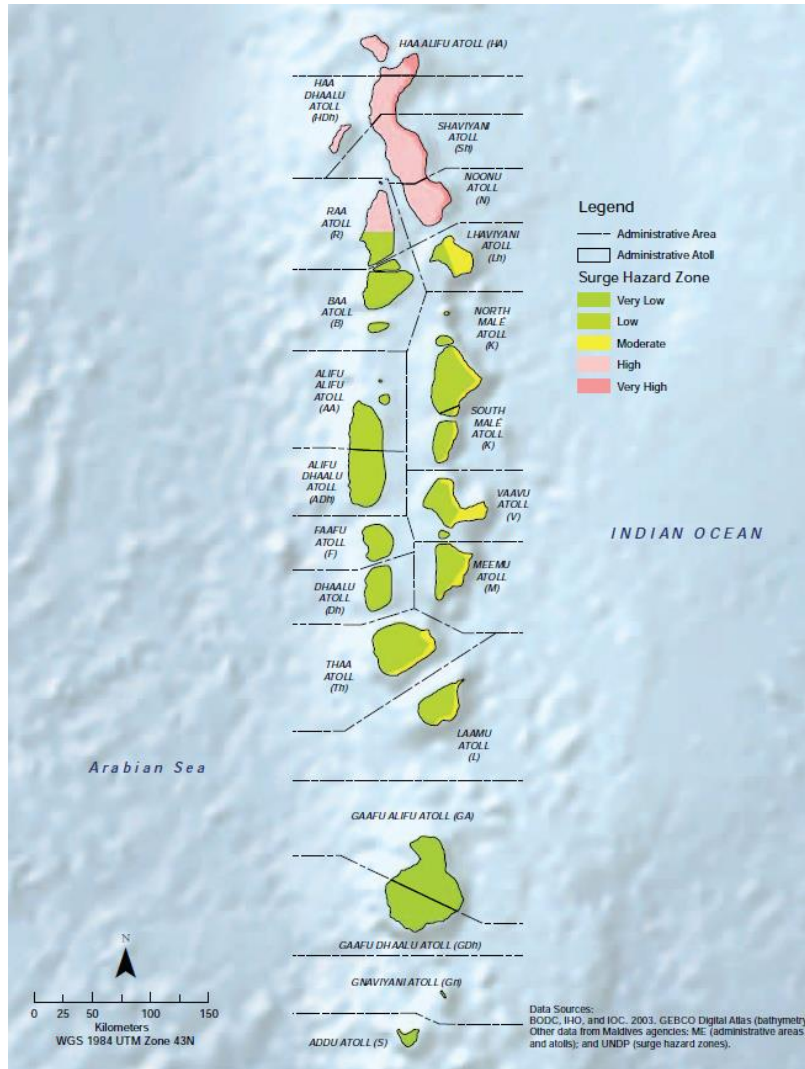 HAA ALIFU ATOLL (HA)
HAA
DHAALU
ATOLL
(HDh)
SHAVIYANI
ATOLL
(Sh)
NOONU
ATOLL
(N)
RAA
ATOLL
(R)
LHAVIYANI
ATOLL
(Lh)
BAA
ATOLL
(B)
NORTH
MALÉ
ATOLL
(K)
ALIFU
ALIFU
ATOLL
(AA)
SOUTH
MALÉ
ATOLL
(K)
ALIFU
DHAALU
ATOLL
(ADh)
VAAVU
ATOLL
(V)
FAAFU
ATOLL
(F)
MEEMU
ATOLL
(M)
DHAALU
ATOLL
(Dh)
THAA
ATOLL
(Th)
LAAMU
ATOLL
(L)
GAAFU ALIFU ATOLL (GA)
GAAFU DHAALU ATOLL (GDh)
GNAVIYANI ATOLL (Gn)
ADDU ATOLL (S)
Legend
Administrative Area
Administrative Atoll
Surge Hazard Zone
Very Low
Low
Moderate
High
Very High
INDIAN OCEAN
Arabian Sea
N
0 25 50 100 150
Kilometers
WGS 1984 UTM Zone 43N
Data Sources:
BODC, IHO, and IOC. 2003. GEBCO Digital Atlas (bathymetry
Other data from Maldives agencies: ME (administrative areas
and atolls); and UNDP (surge hazard zones).